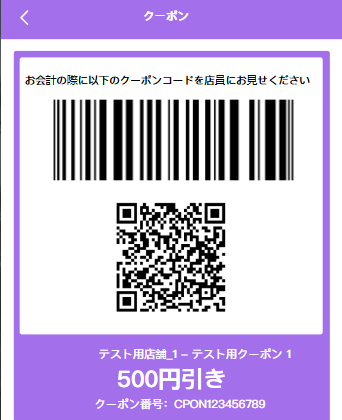 クーポン
お会計の際に以下のクーポンコードを店員にお見せください
テスト用店舗_1 – テスト用クーポン 1
500円引き
クーポン番号：CPON123456789